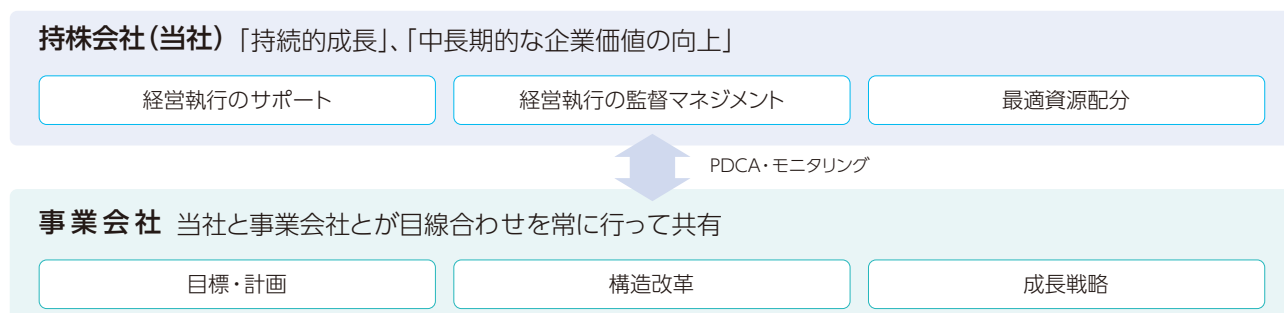 持株会社(当社) 「持続的成長」、「中長期的な企業価値の向上」
経営執行のサポート
経営執行の監督マネジメント
最適資源配分
PDCA・モニタリング
事業会社 当社と事業会社とが目線合わせを常に行って共有
目標・計画
構造改革
成長戦略